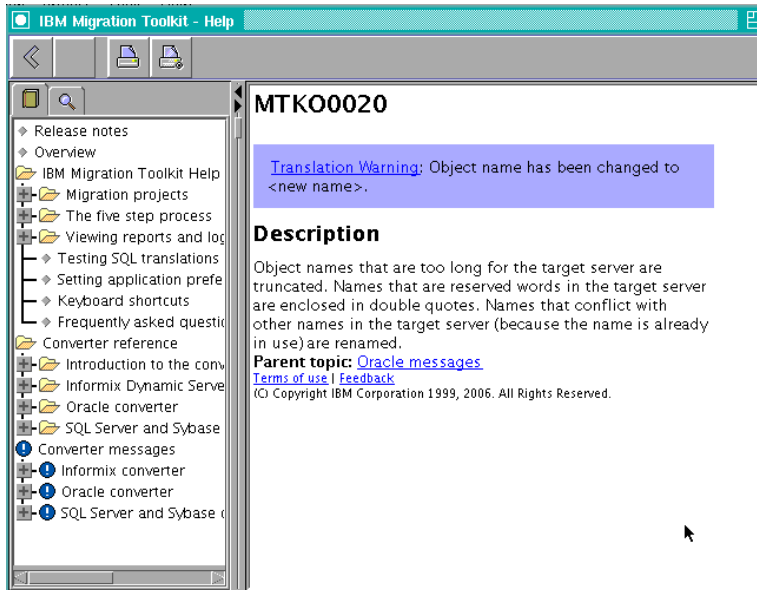 IBM Migration Toolkit - Help
Release notes
Overview
IBM Migration Toolkit Help
Migration projects
The five step process
Viewing reports and log
Testing SQL translations
Setting application prefe
Keyboard shortcuts
Frequently asked questi
Converter reference
Introduction to the conv
Informix Dynamic Serve
Oracle converter
SQL Server and Sybase
Converter messages
Informix converter
Oracle converter
SQL Server and Sybase
MTKO0020
Translation Warning: Object name has been changed to
<new name>.
Description
Object names that are too long for the target server are
truncated. Names that are reserved words in the target server
are enclosed in double quotes. Names that conflict with
other names in the target server (because the name is already
in use) are renamed.
Parent topic: Oracle messages
Terms of use | Feedback
(C) Copyright IBM Corporation 1999, 2006. All Rights Reserved.